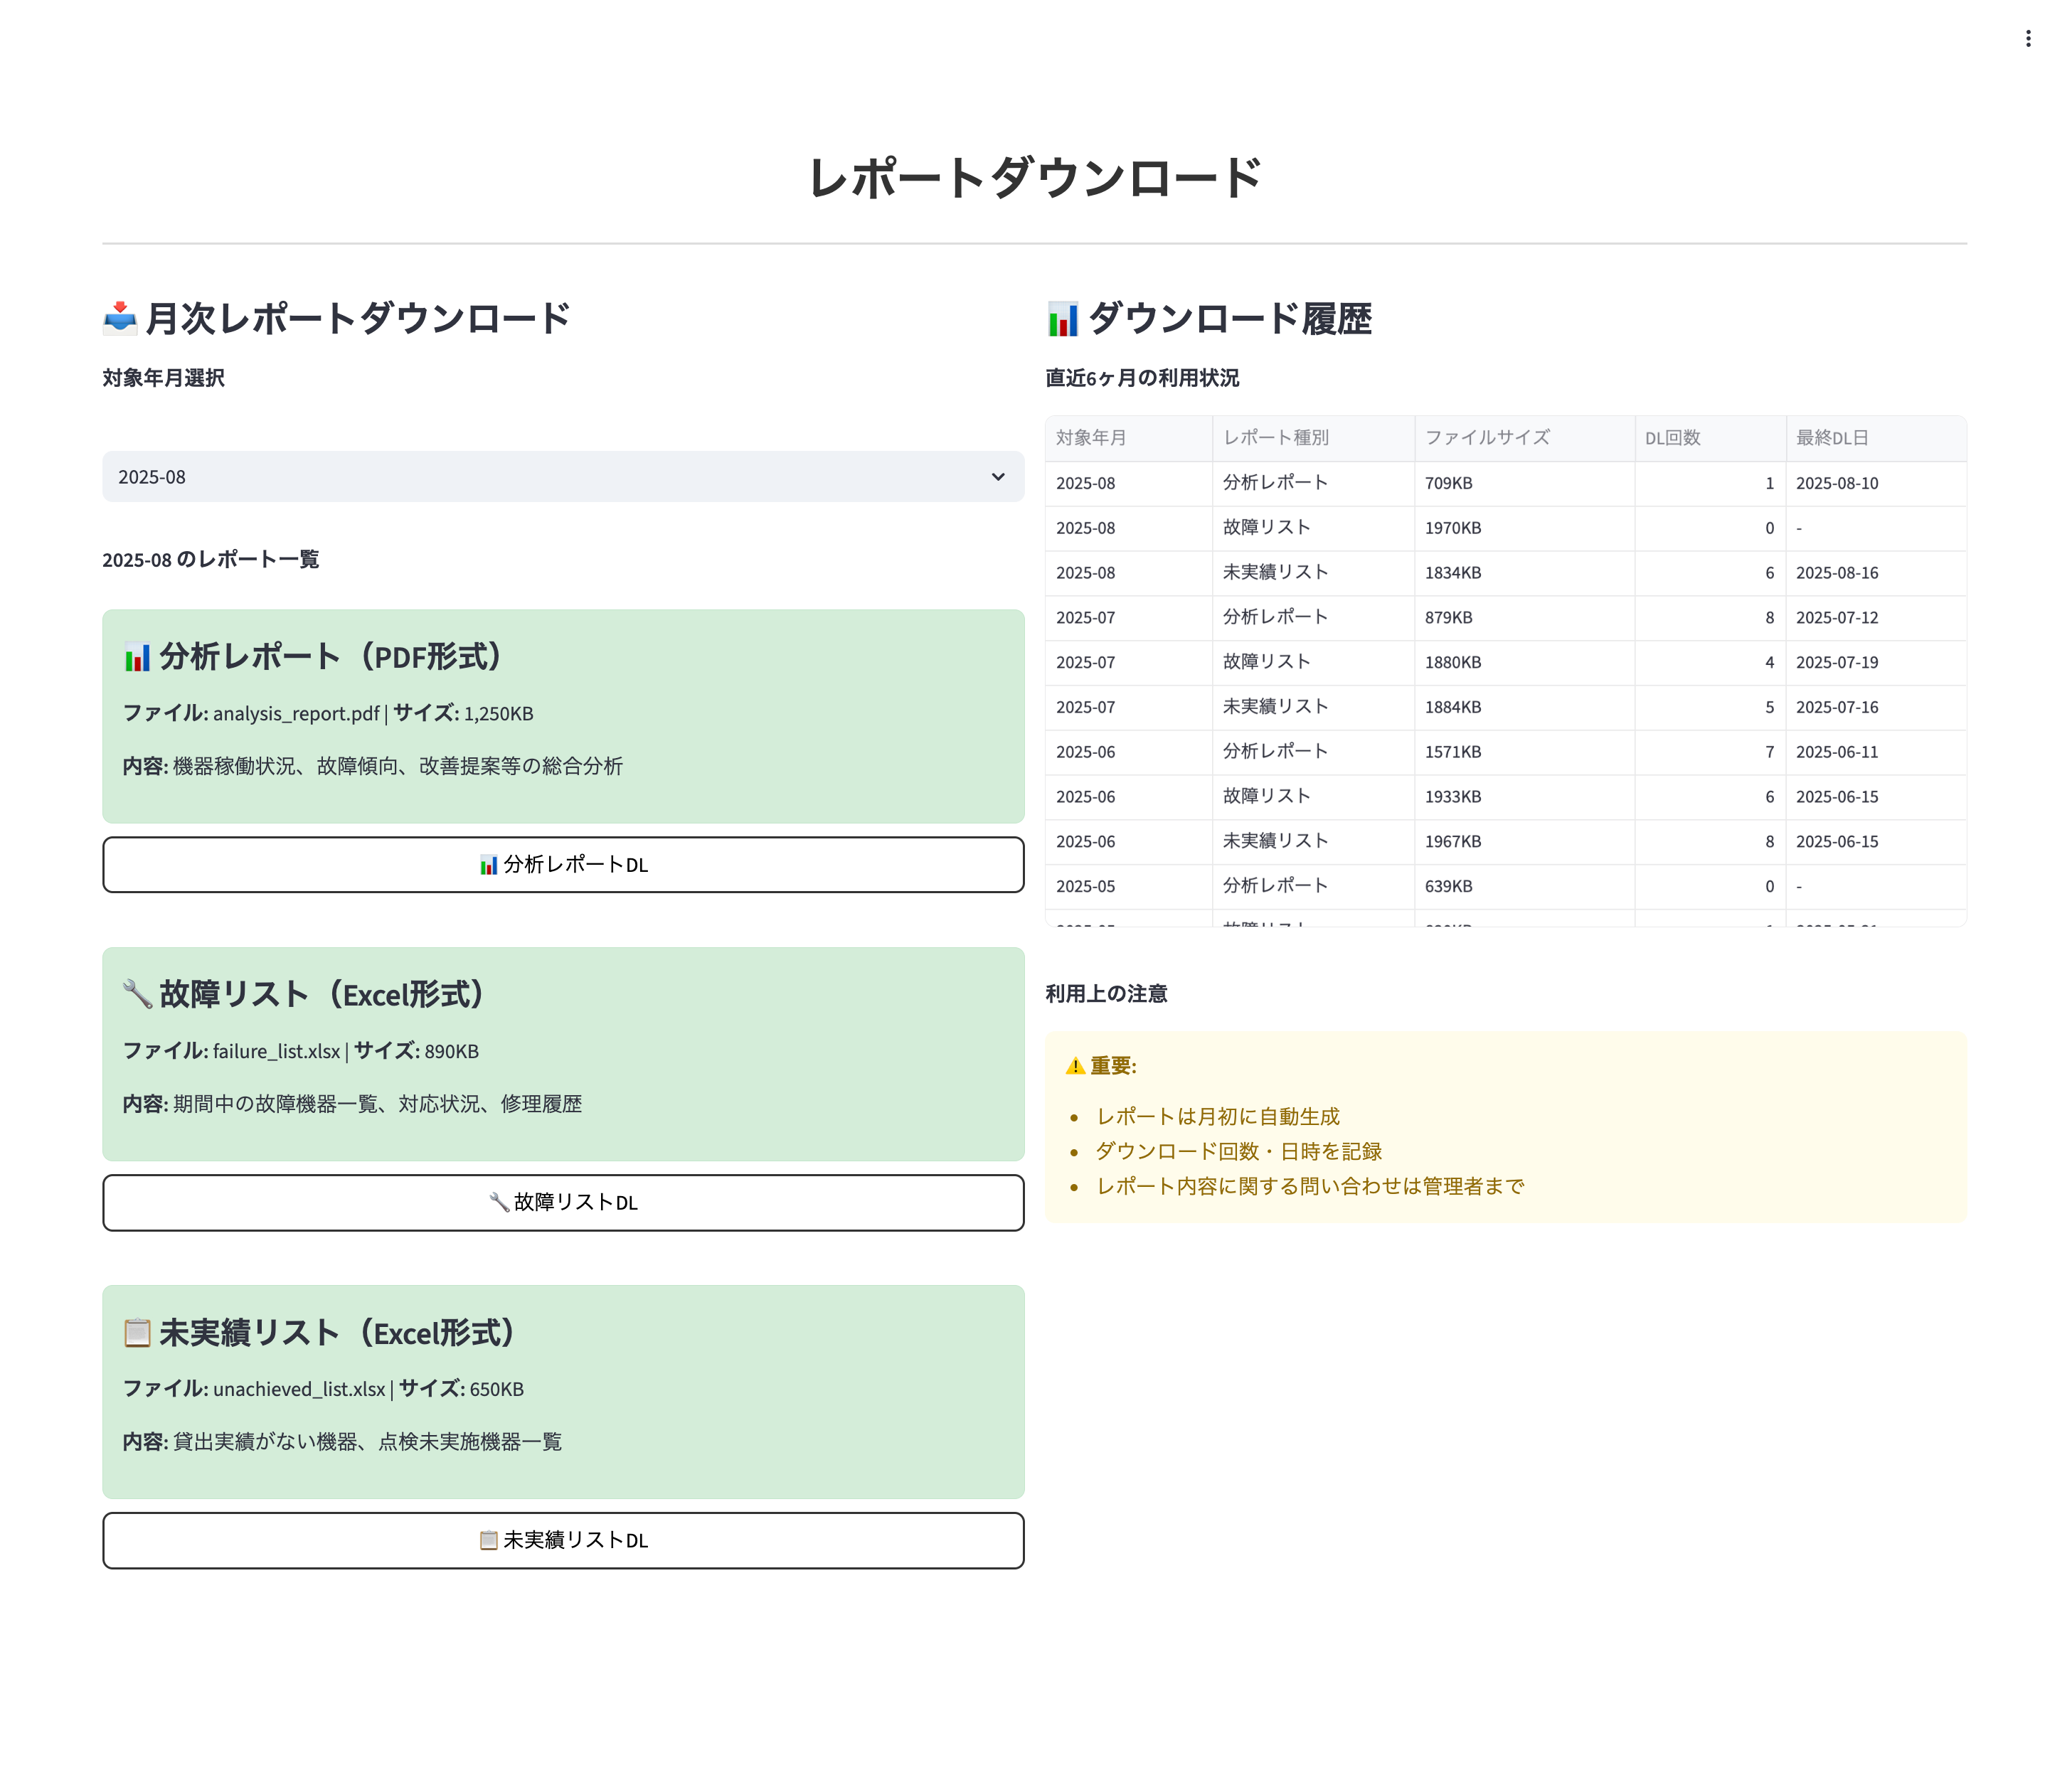 レポートダウンロード
📥 月次レポートダウンロード
対象年月選択
2025-08
2025-08 のレポート一覧
📊 分析レポート（PDF形式）
ファイル: analysis_report.pdf | サイズ: 1,250KB
内容: 機器稼働状況、故障傾向、改善提案等の総合分析
📊 分析レポートDL
🔧 故障リスト（Excel形式）
ファイル: failure_list.xlsx | サイズ: 890KB
内容: 期間中の故障機器一覧、対応状況、修理履歴
🔧 故障リストDL
📋 未実績リスト（Excel形式）
ファイル: unachieved_list.xlsx | サイズ: 650KB
内容: 貸出実績がない機器、点検未実施機器一覧
📋 未実績リストDL
📊 ダウンロード履歴
直近6ヶ月の利用状況
対象年月 レポート種別 ファイルサイズ DL回数 最終DL日
2025-08 分析レポート 709KB 1 2025-08-10
2025-08 故障リスト 1970KB 0 -
2025-08 未実績リスト 1834KB 6 2025-08-16
2025-07 分析レポート 879KB 8 2025-07-12
2025-07 故障リスト 1880KB 4 2025-07-19
2025-07 未実績リスト 1884KB 5 2025-07-16
2025-06 分析レポート 1571KB 7 2025-06-11
2025-06 故障リスト 1933KB 6 2025-06-15
2025-06 未実績リスト 1967KB 8 2025-06-15
2025-05 分析レポート 639KB 0 -
利用上の注意
⚠️ 重要:
• レポートは月初に自動生成
• ダウンロード回数・日時を記録
• レポート内容に関する問い合わせは管理者まで